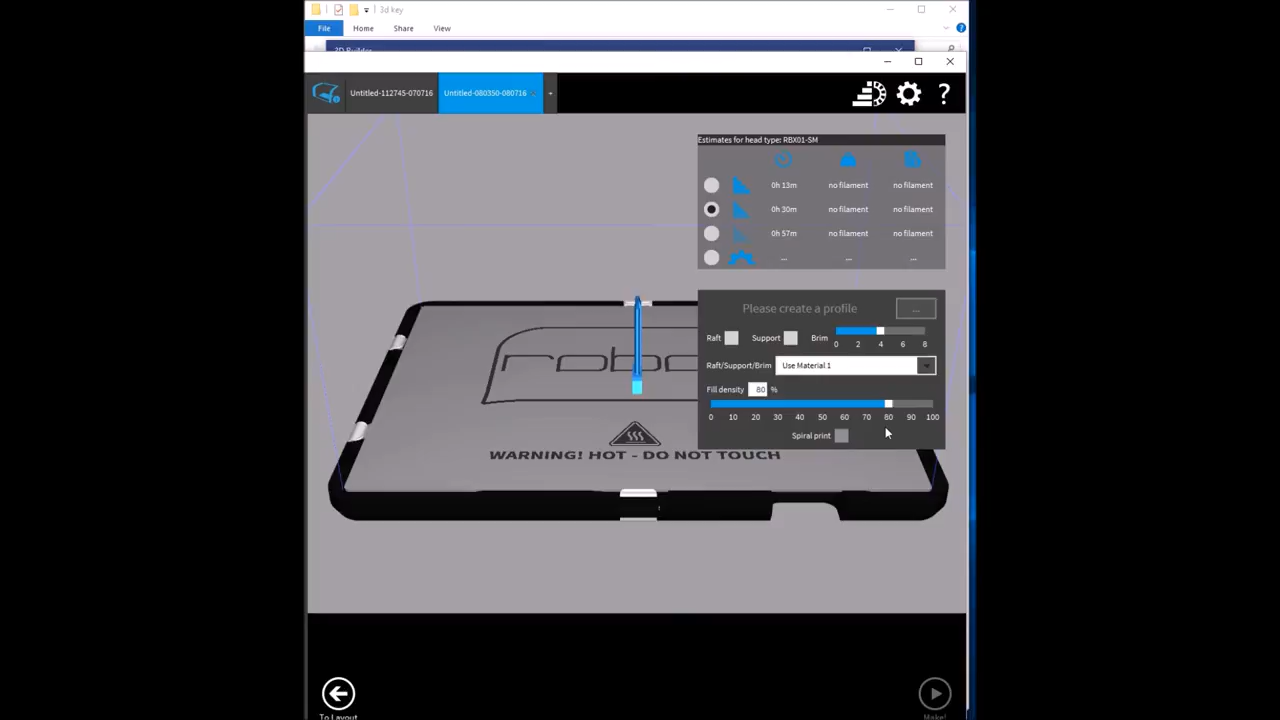 3d key
File Home Share View
3D Builder
Untitled-112745-070716 Untitled-080350-080716 ?
Estimates for head type: RBX01-SM
0h 13m no filament no filament
0h 30m no filament no filament
0h 57m no filament no filament
... ... ...
Please create a profile ...
Raft Support Brim
0 2 4 6 8
Raft/Support/Brim Use Material 1
Fill density 80 %
0 10 20 30 40 50 60 70 80 90 100
Spiral print
robo
WARNING! HOT - DO NOT TOUCH
To Layout Make!